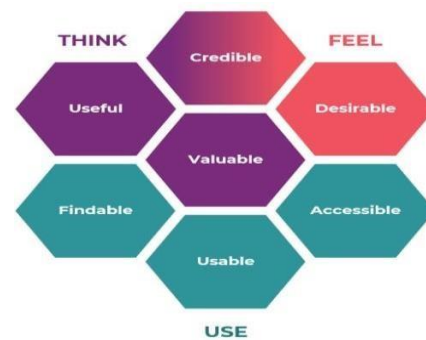 THINK
FEEL
Credible
Useful
Desirable
Valuable
Findable
Accessible
Usable
USE